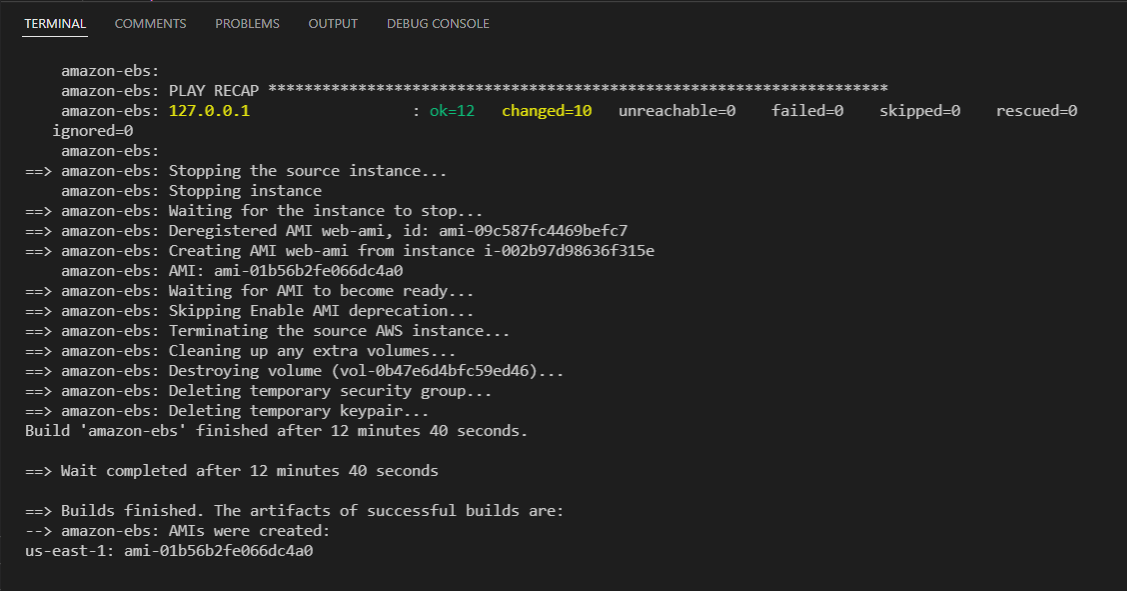 TERMINAL COMMENTS PROBLEMS OUTPUT DEBUG CONSOLE
amazon-ebs:
amazon-ebs: PLAY RECAP *********************************************************************
amazon-ebs: 127.0.0.1 : ok=12 changed=10 unreachable=0 failed=0 skipped=0 rescued=0
ignored=0
amazon-ebs:
==> amazon-ebs: Stopping the source instance...
amazon-ebs: Stopping instance
==> amazon-ebs: Waiting for the instance to stop...
==> amazon-ebs: Deregistered AMI web-ami, id: ami-09c587fc4469befc7
==> amazon-ebs: Creating AMI web-ami from instance i-002b97d98636f315e
amazon-ebs: AMI: ami-01b56b2fe066dc4a0
==> amazon-ebs: Waiting for AMI to become ready...
==> amazon-ebs: Skipping Enable AMI deprecation...
==> amazon-ebs: Terminating the source AWS instance...
==> amazon-ebs: Cleaning up any extra volumes...
==> amazon-ebs: Destroying volume (vol-0b47e6d4bfc59ed46)...
==> amazon-ebs: Deleting temporary security group...
==> amazon-ebs: Deleting temporary keypair...
Build 'amazon-ebs' finished after 12 minutes 40 seconds.
==> Wait completed after 12 minutes 40 seconds
==> Builds finished. The artifacts of successful builds are:
--> amazon-ebs: AMIs were created:
us-east-1: ami-01b56b2fe066dc4a0